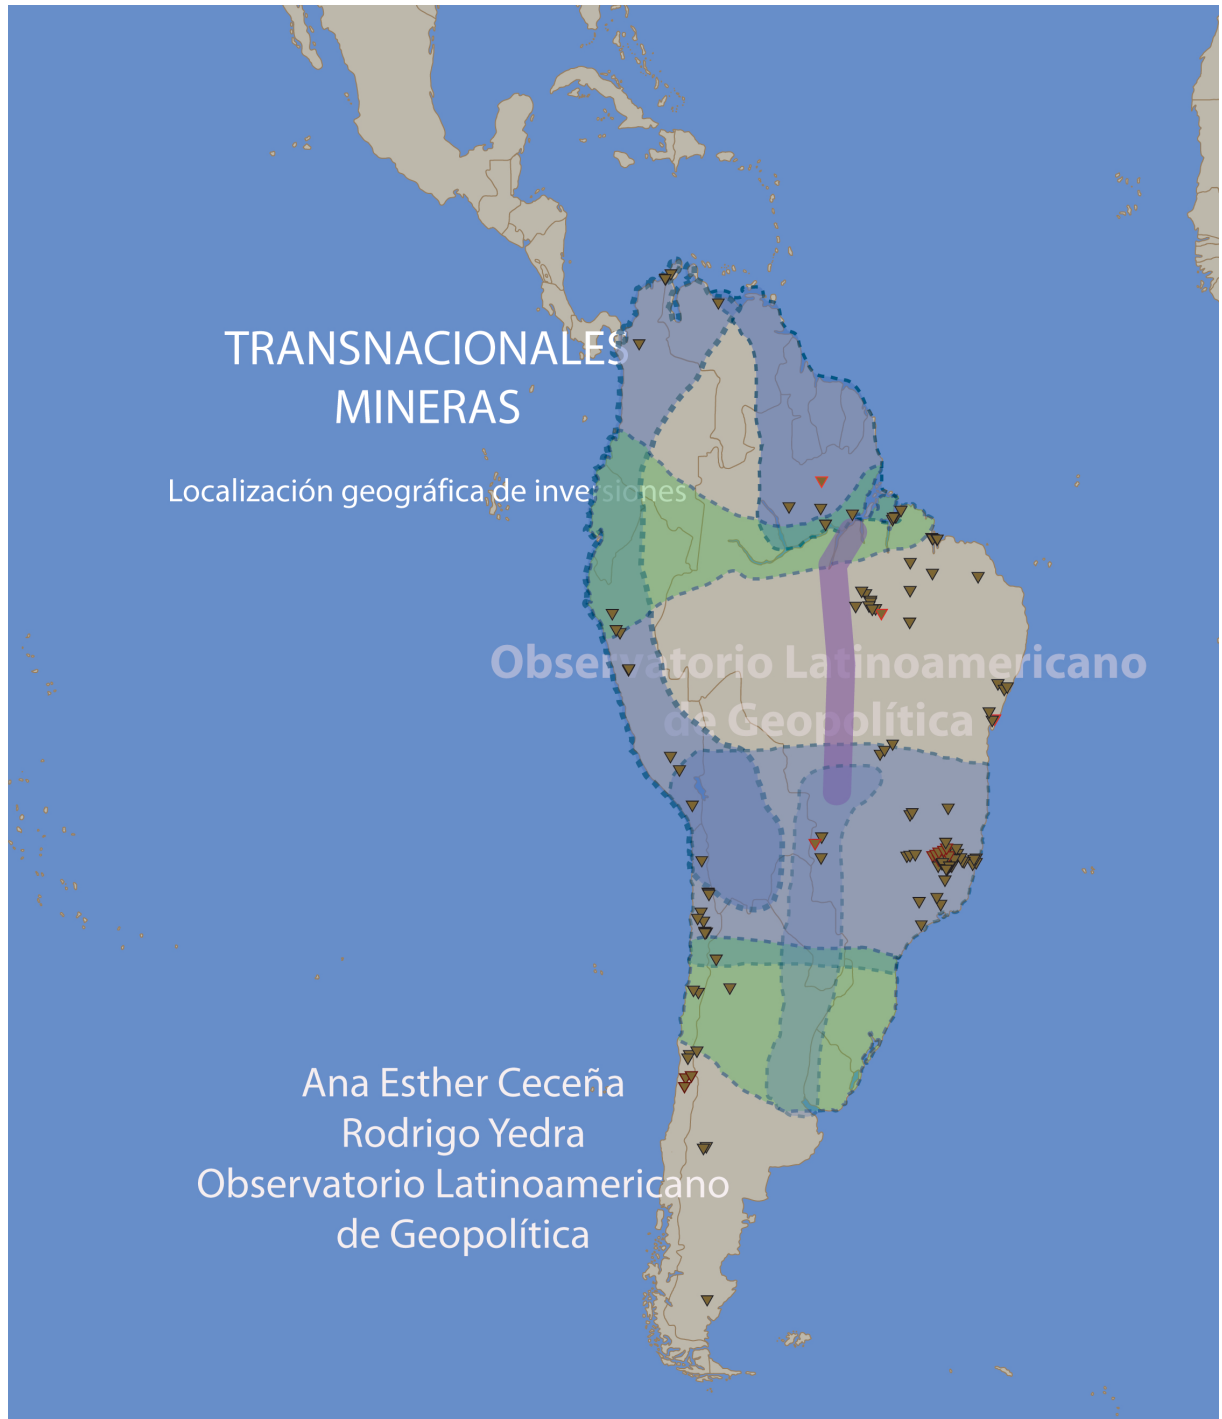 TRANSNACIONALES
MINERAS
Localización geográfica de inversiones
Observatorio Latinoamericano
de Geopolítica
Ana Esther Ceceña
Rodrigo Yedra
Observatorio Latinoamericano
de Geopolítica